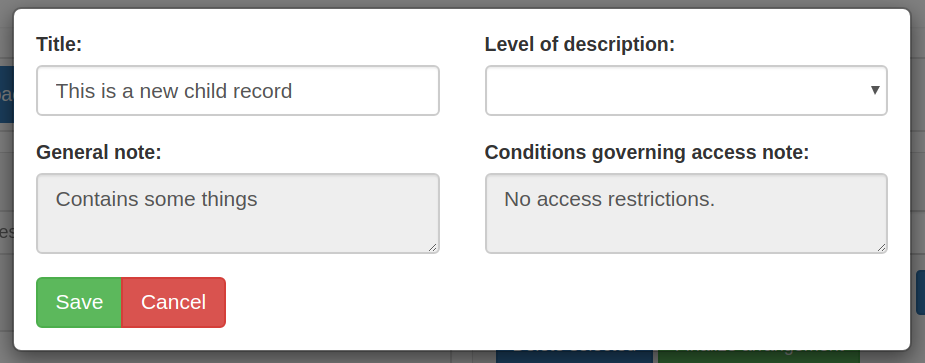 Title:
Level of description:
This is a new child record
General note:
Conditions governing access note:
Contains some things
No access restrictions.
Save
Cancel